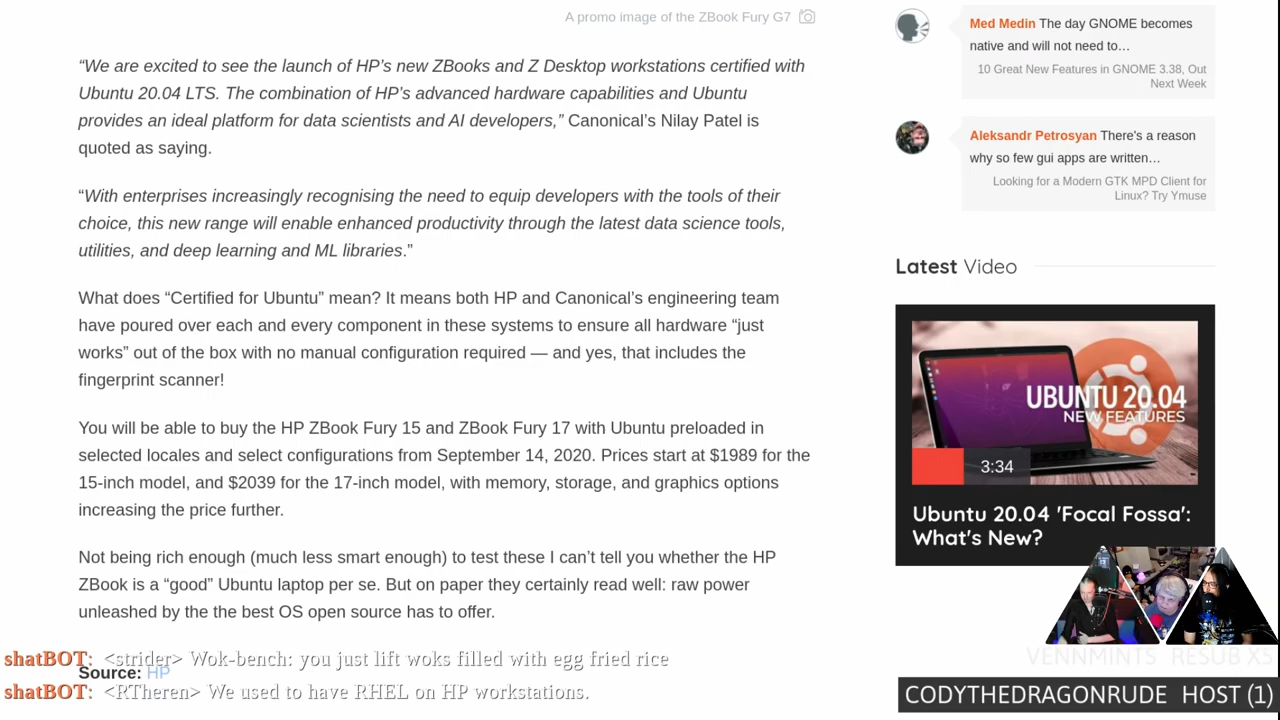 A promo image of the ZBook Fury G7
“We are excited to see the launch of HP’s new ZBooks and Z Desktop workstations certified with
Ubuntu 20.04 LTS. The combination of HP’s advanced hardware capabilities and Ubuntu
provides an ideal platform for data scientists and AI developers,” Canonical’s Nilay Patel is
quoted as saying.
“With enterprises increasingly recognising the need to equip developers with the tools of their
choice, this new range will enable enhanced productivity through the latest data science tools,
utilities, and deep learning and ML libraries.”
What does “Certified for Ubuntu” mean? It means both HP and Canonical’s engineering team
have poured over each and every component in these systems to ensure all hardware “just
works” out of the box with no manual configuration required — and yes, that includes the
fingerprint scanner!
You will be able to buy the HP ZBook Fury 15 and ZBook Fury 17 with Ubuntu preloaded in
selected locales and select configurations from September 14, 2020. Prices start at $1989 for the
15-inch model, and $2039 for the 17-inch model, with memory, storage, and graphics options
increasing the price further.
Not being rich enough (much less smart enough) to test these I can’t tell you whether the HP
ZBook is a “good” Ubuntu laptop per se. But on paper they certainly read well: raw power
unleashed by the the best OS open source has to offer.
Source: HP
shatBOT: <strider> Wok-bench: you just lift woks filled with egg fried rice
shatBOT: <RTheren> We used to have RHEL on HP workstations.
Med Medin The day GNOME becomes
native and will not need to…
10 Great New Features in GNOME 3.38, Out
Next Week
Aleksandr Petrosyan There's a reason
why so few gui apps are written…
Looking for a Modern GTK MPD Client for
Linux? Try Ymuse
Latest Video
UBUNTU 20.04
NEW FEATURES
3:34
Ubuntu 20.04 'Focal Fossa':
What's New?
VENNMINTS RESUB X5
CODYTHEDRAGONRUDE HOST (1)